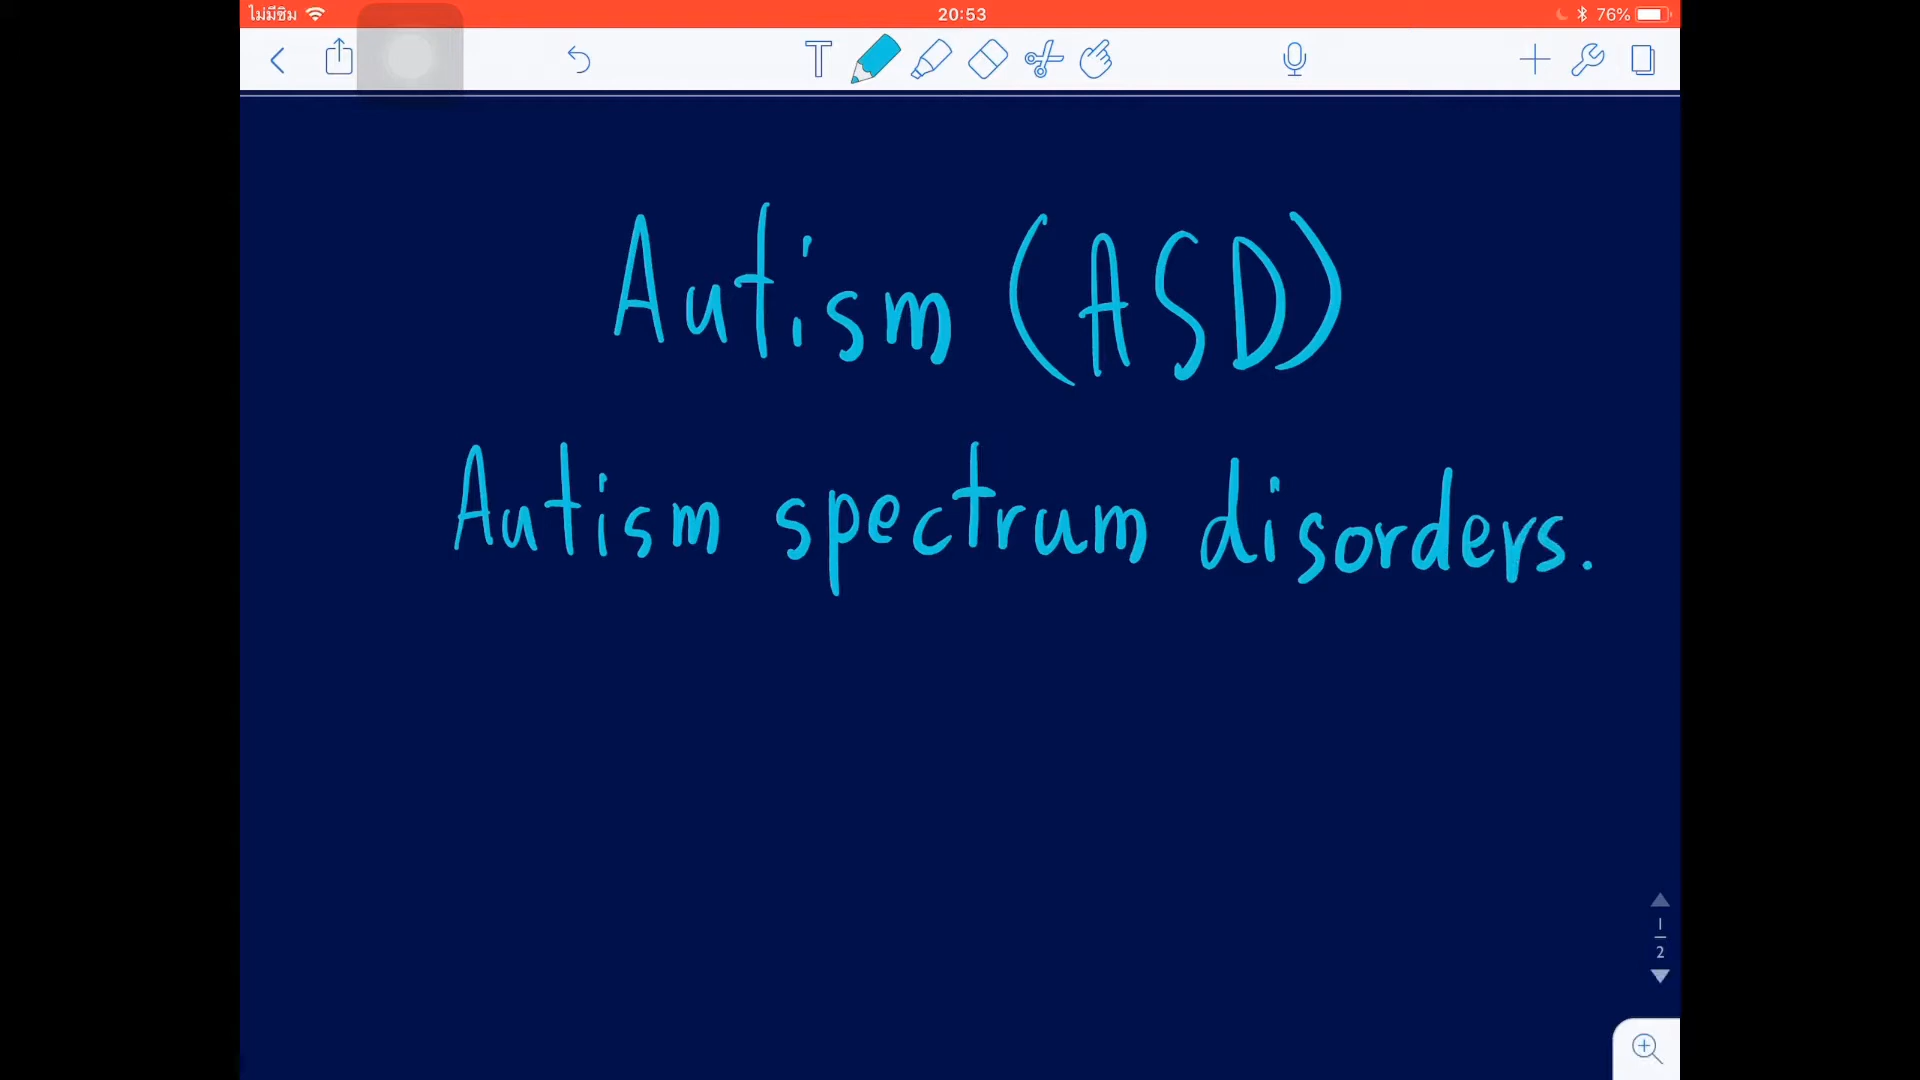 ไม่มีซิม 20:53 76%
T
Autism (ASD)
Autism spectrum disorders.
1
2